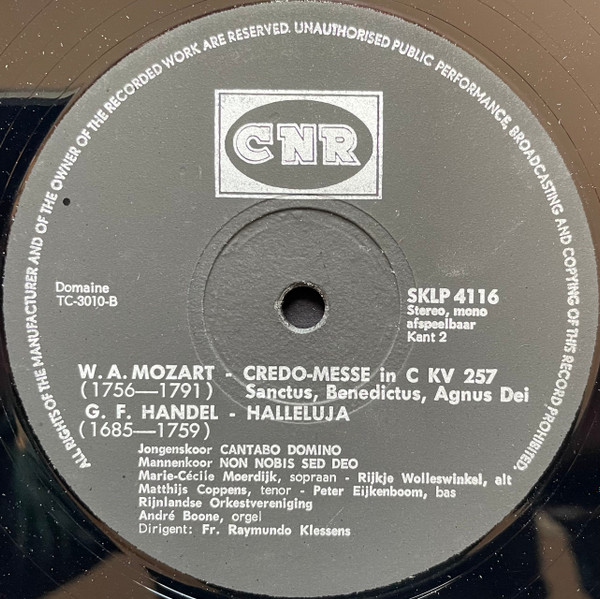 ALL RIGHTS OF THE MANUFACTURER AND OF THE OWNER OF THE RECORDED WORK ARE RESERVED. UNAUTHORISED PUBLIC PERFORMANCE, BROADCASTING AND COPYING OF THIS RECORD PROHIBITED.
CNR
Domaine
TC-3010-B
SKLP 4116
Stereo, mono
afspeelbaar
Kant 2
W. A. MOZART - CREDO-MESSE in C KV 257
(1756—1791) Sanctus, Benedictus, Agnus Dei
G. F. HANDEL - HALLELUJA
(1685—1759)
Jongenskoor CANTABO DOMINO
Mannenkoor NON NOBIS SED DEO
Marie-Cécile Moerdijk, sopraan - Rijkje Wolleswinkel, alt
Matthijs Coppens, tenor - Peter Eijkenboom, bas
Rijnlandse Orkestvereniging
André Boone, orgel
Dirigent: Fr. Raymundo Klessens